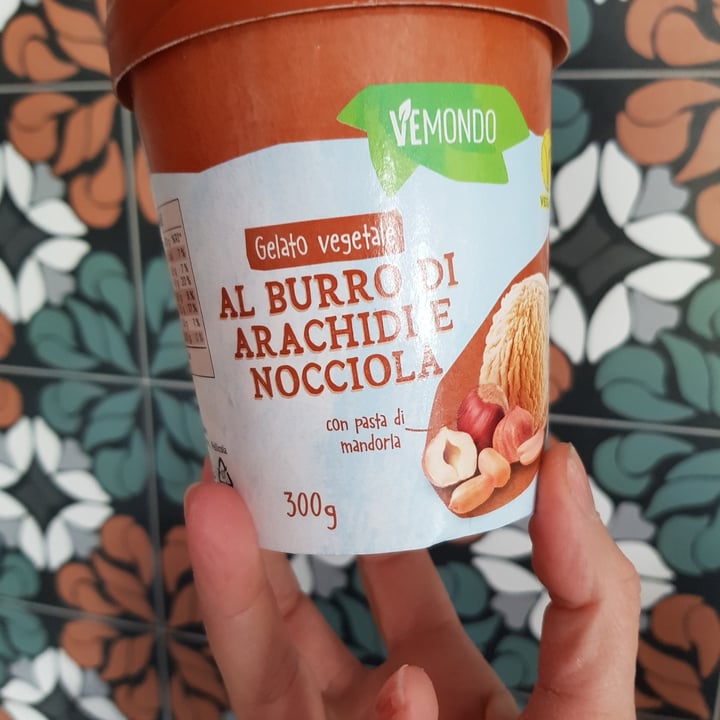 VEMONDO
Gelato vegetale
AL BURRO DI
ARACHIDI E
NOCCIOLA
con pasta di
mandorla
300g